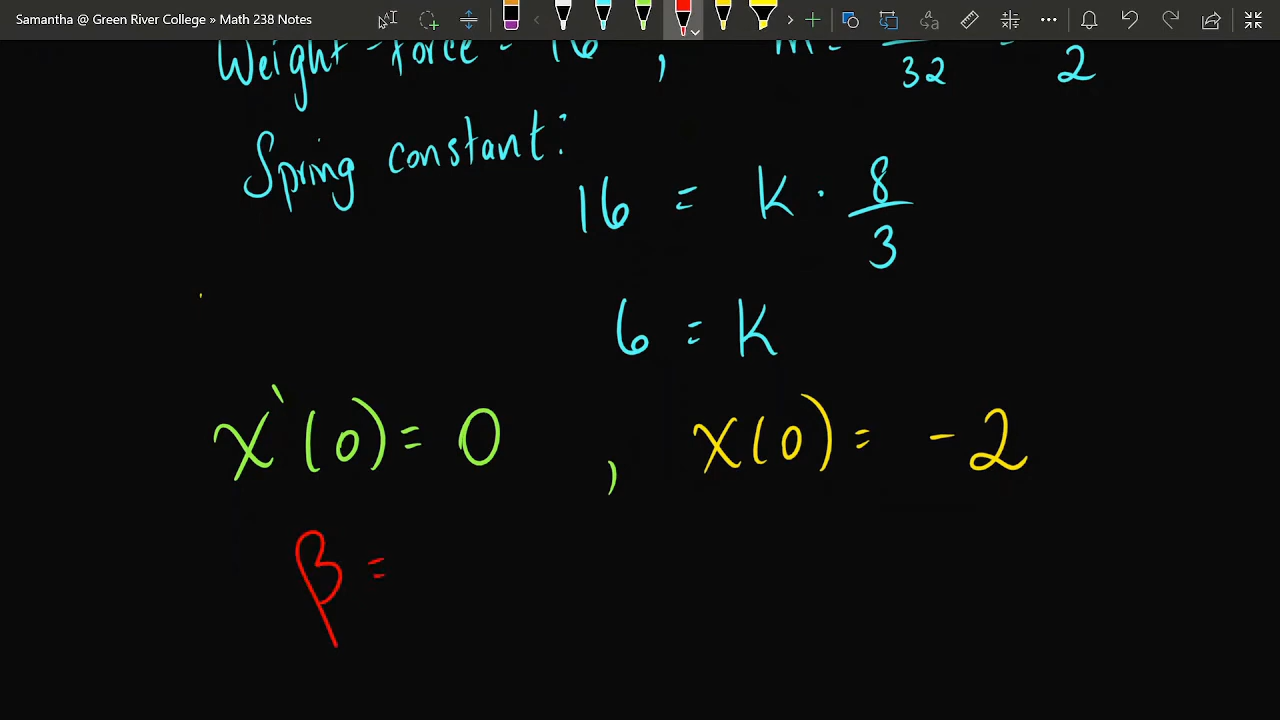 Samantha @ Green River College » Math 238 Notes
Weight-force = 16 , m = /32 = /2
Spring constant:
16 = K · 8/3
6 = K
x'(0) = 0 , x(0) = -2
β =